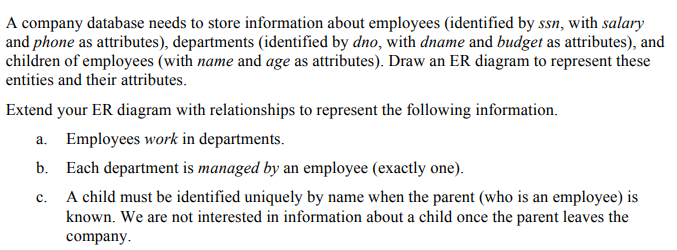 A company database needs to store information about employees (identified by ssn, with salary
and phone as attributes), departments (identified by dno, with dname and budget as attributes), and
children of employees (with name and age as attributes). Draw an ER diagram to represent these
entities and their attributes.
Extend your ER diagram with relationships to represent the following information.
a. Employees work in departments.
b. Each department is managed by an employee (exactly one).
c. A child must be identified uniquely by name when the parent (who is an employee) is
known. We are not interested in information about a child once the parent leaves the
company.